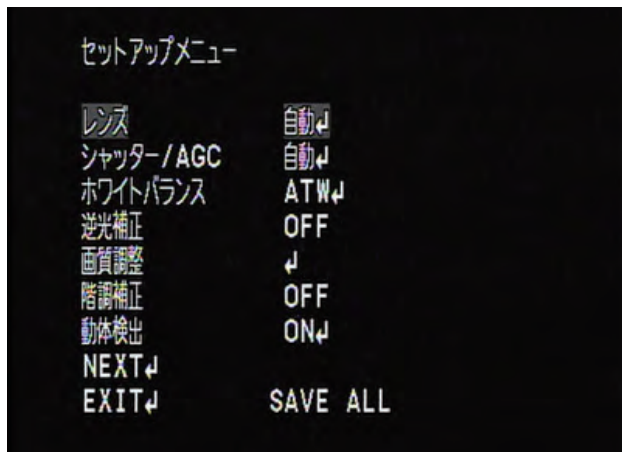 セットアップメニュー
レンズ 自動↲
シャッター/AGC 自動↲
ホワイトバランス ATW↲
逆光補正 OFF
画質調整 ↲
階調補正 OFF
動体検出 ON↲
NEXT↲
EXIT↲ SAVE ALL